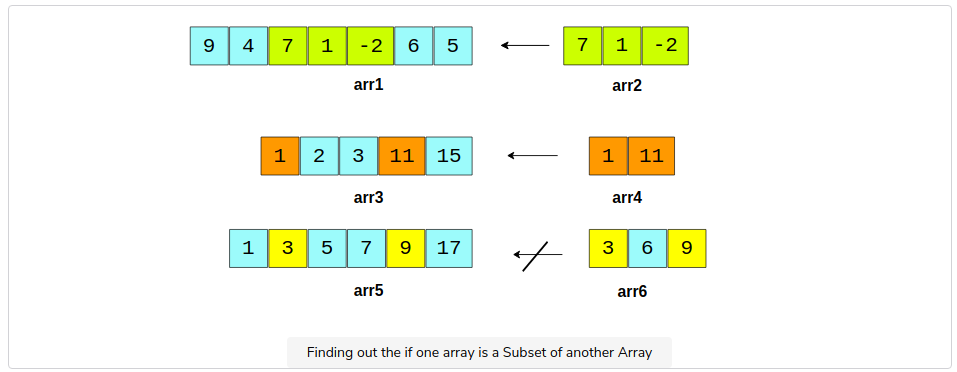 9 4 7 1 -2 6 5 7 1 -2
arr1 arr2
1 2 3 11 15 1 11
arr3 arr4
1 3 5 7 9 17 3 6 9
arr5 arr6
Finding out the if one array is a Subset of another Array